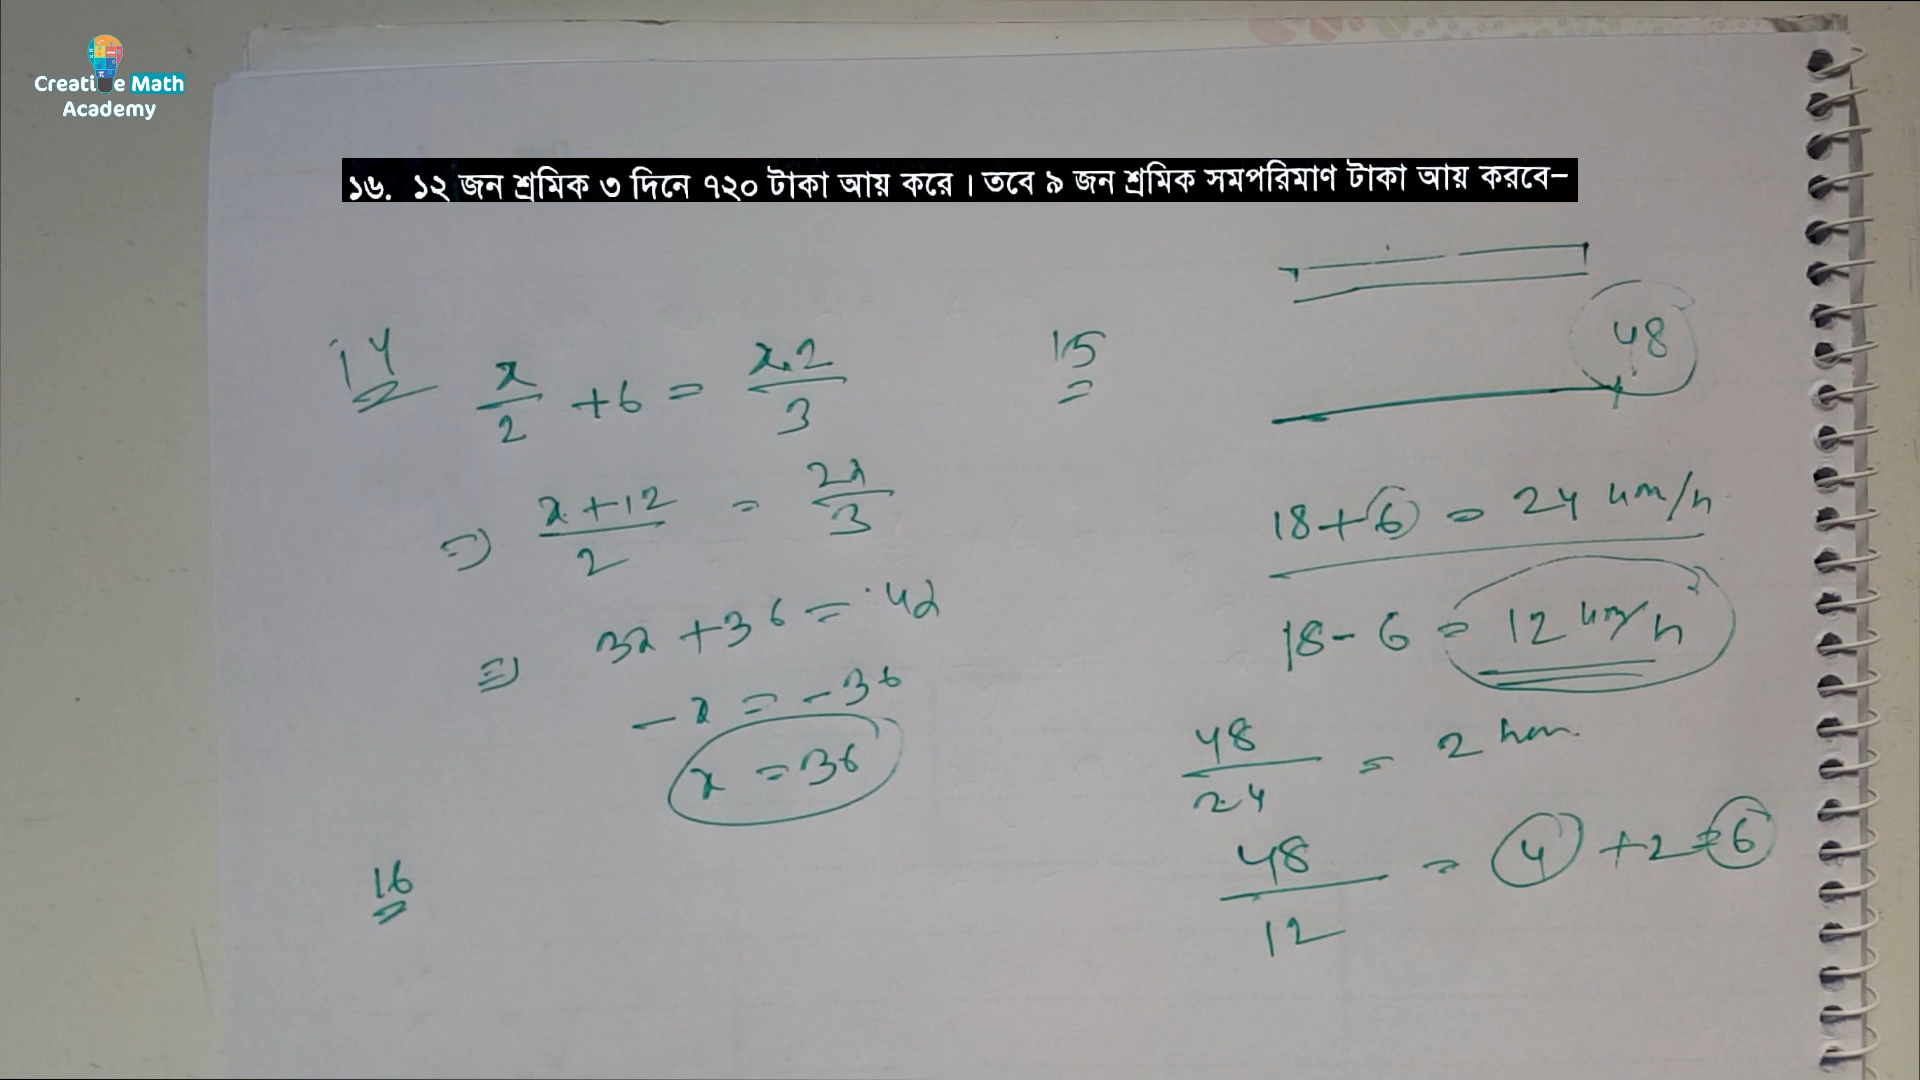 Creative Math
Academy
১৬. ১২ জন শ্রমিক ৩ দিনে ৭২০ টাকা আয় করে । তবে ৯ জন শ্রমিক সমপরিমাণ টাকা আয় করবে–
14
x/2 + 6 = x.2/3
=> x+12/2 = 2x/3
=> 3x + 36 = 4x
-x = -36
x = 36
15
48
18+6 = 24 km/h
18-6 = 12 km/h
48/24 = 2 hour
48/12 = 4 +2=6
16